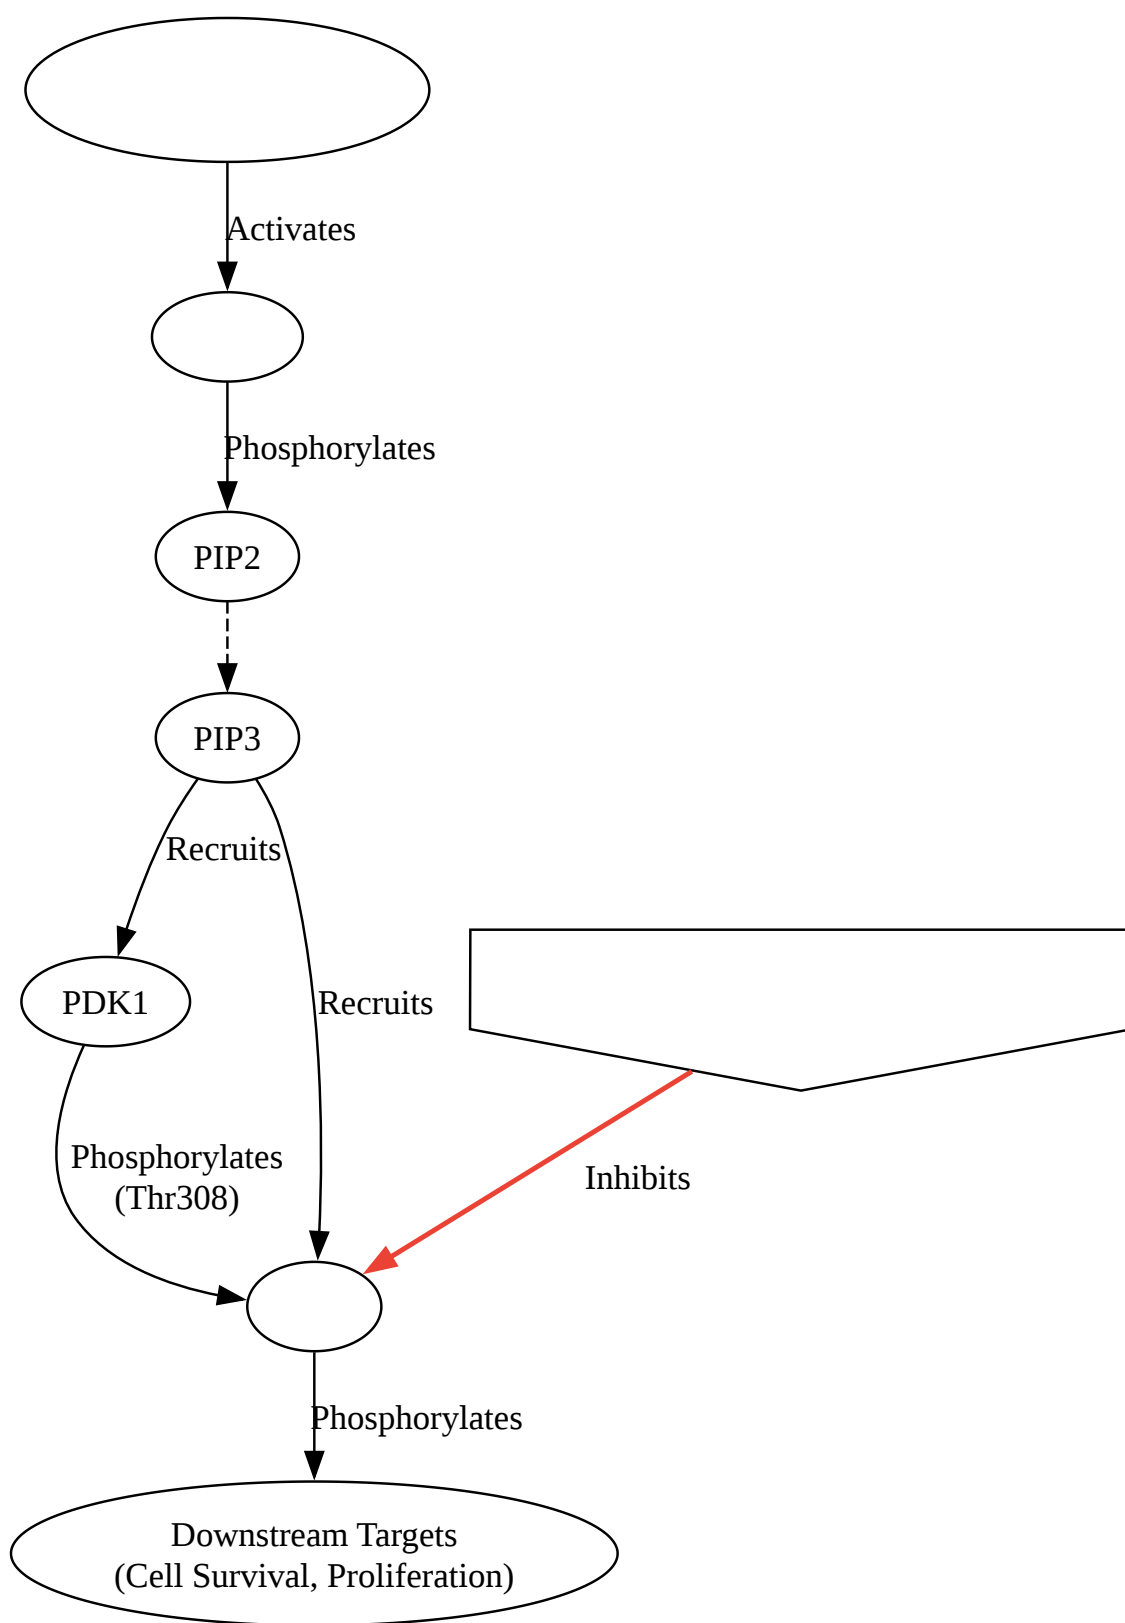 Activates
Phosphorylates
PIP2
PIP3
Recruits
PDK1
Recruits
Phosphorylates
(Thr308)
Inhibits
Phosphorylates
Downstream Targets
(Cell Survival, Proliferation)